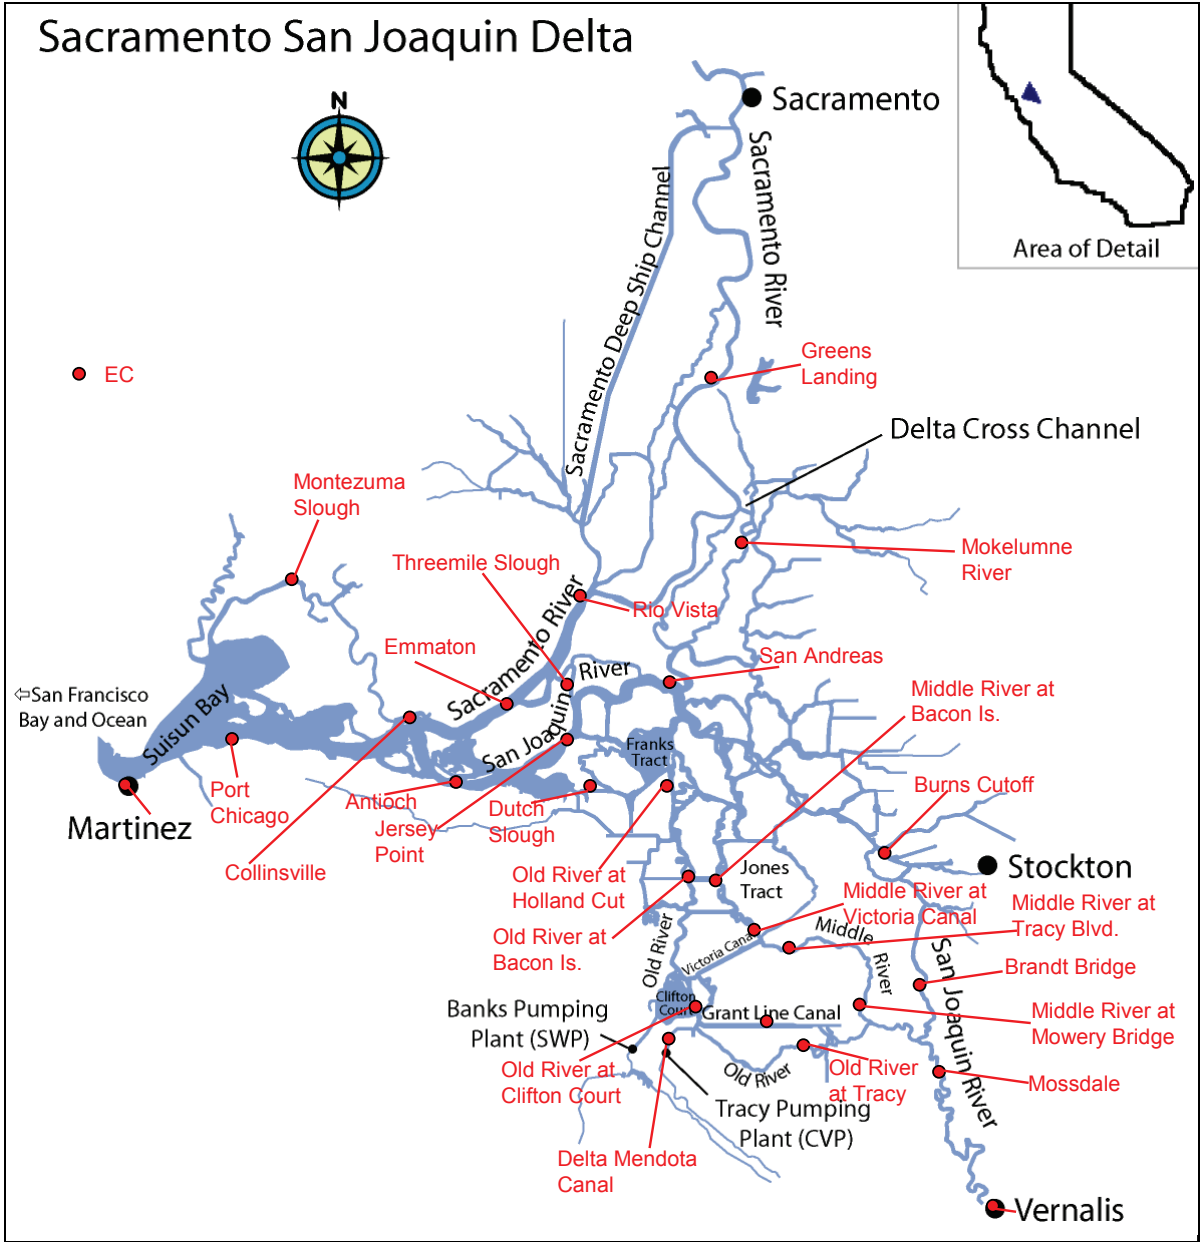 Sacramento San Joaquin Delta
N
Sacramento
Area of Detail
Sacramento River
Sacramento Deep Ship Channel
EC
Greens
Landing
Delta Cross Channel
Montezuma
Slough
Threemile Slough
Mokelumne
River
Rio Vista
Sacramento River
Emmaton
San Andreas
River
San Joaquin
Middle River at
Bacon Is.
⇦San Francisco
Bay and Ocean
Suisun Bay
Franks
Tract
Port
Chicago
Antioch
Jersey
Point
Dutch
Slough
Burns Cutoff
Martinez
Collinsville
Old River at
Holland Cut
Jones
Tract
Stockton
Middle River at
Victoria Canal
Middle River at
Tracy Blvd.
Old River at
Bacon Is.
Old River
Victoria Canal
Middle
River
San Joaquin River
Brandt Bridge
Clifton
Court
Grant Line Canal
Banks Pumping
Plant (SWP)
Middle River at
Mowery Bridge
Old River at
Clifton Court
Old River
Old River
at Tracy
Mossdale
Tracy Pumping
Plant (CVP)
Delta Mendota
Canal
Vernalis